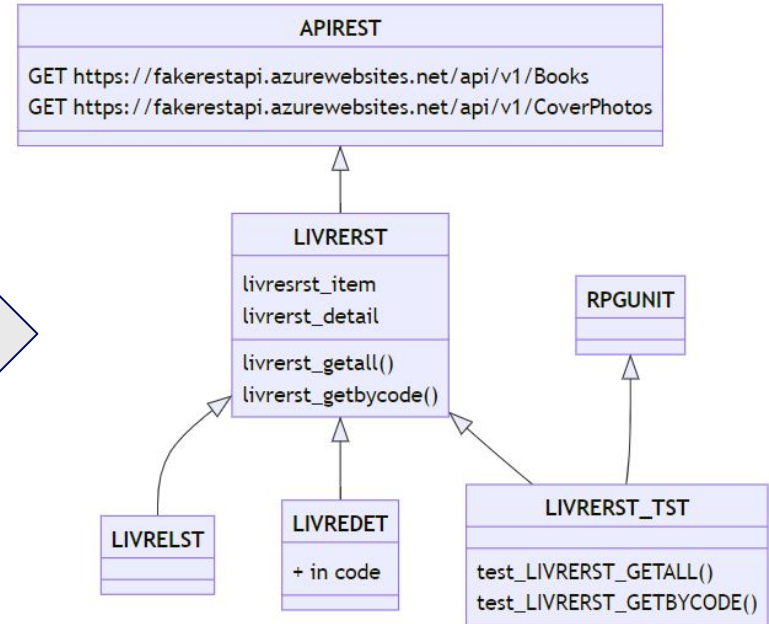 APIREST
GET https://fakerestapi.azurewebsites.net/api/v1/Books
GET https://fakerestapi.azurewebsites.net/api/v1/CoverPhotos
LIVRERST
livresrst_item
livrerst_detail
livrerst_getall()
livrerst_getbycode()
RPGUNIT
LIVRELST
LIVREDET
+ in code
LIVRERST_TST
test_LIVRERST_GETALL()
test_LIVRERST_GETBYCODE()